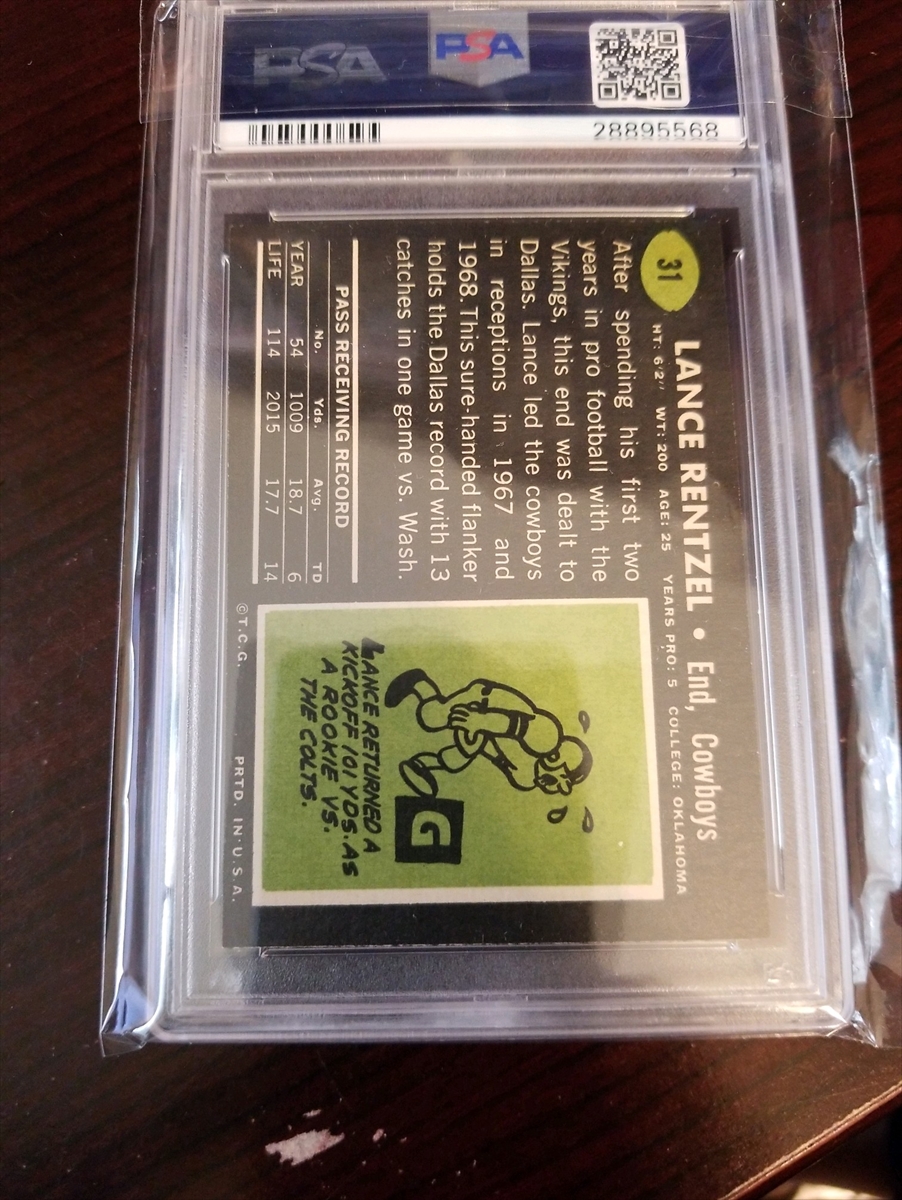 PSA
PSA
28895568
31
LANCE RENTZEL • End, Cowboys
HT: 6'2" WT: 200 AGE: 25 YEARS PRO: 5 COLLEGE: OKLAHOMA
After spending his first two
years in pro football with the
Vikings, this end was dealt to
Dallas. Lance led the cowboys
in receptions in 1967 and
1968. This sure-handed flanker
holds the Dallas record with 13
catches in one game vs. Wash.
PASS RECEIVING RECORD
No. Yds. Avg. TD
YEAR 54 1009 18.7 6
LIFE 114 2015 17.7 14
G
LANCE RETURNED A
KICKOFF 101 YDS. AS
A ROOKIE VS.
THE COLTS.
©T.C.G. PRTD. IN U.S.A.